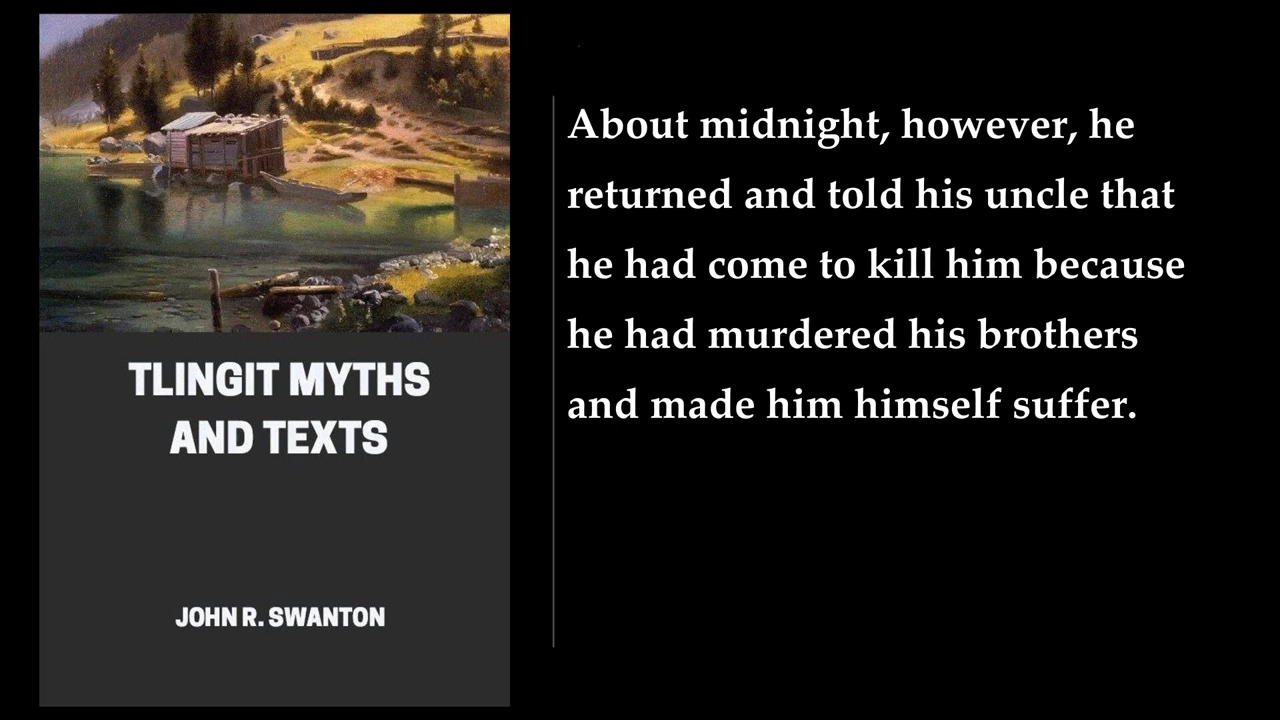 TLINGIT MYTHS
AND TEXTS
JOHN R. SWANTON
About midnight, however, he
returned and told his uncle that
he had come to kill him because
he had murdered his brothers
and made him himself suffer.